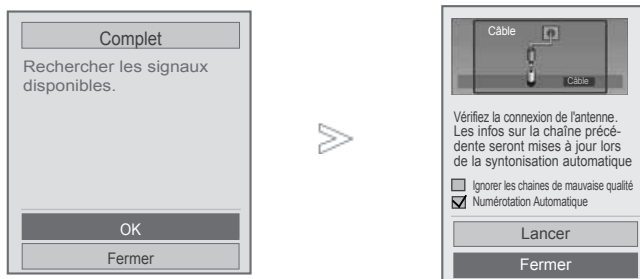 Complet
Rechercher les signaux
disponibles.
OK
Fermer
Câble
Câble
Vérifiez la connexion de l'antenne.
Les infos sur la chaîne précé-
dente seront mises à jour lors
de la syntonisation automatique
Ignorer les chaines de mauvaise qualité
Numérotation Automatique
Lancer
Fermer